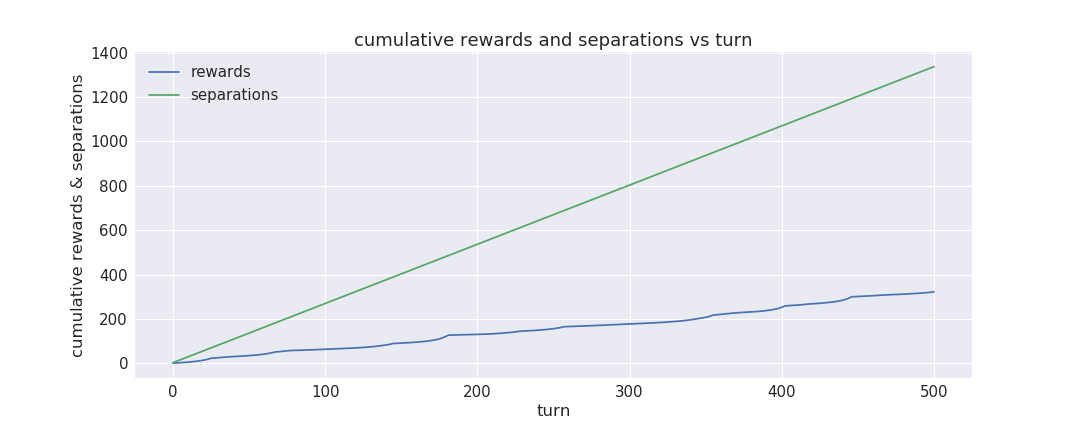 cumulative rewards and separations vs turn
rewards
separations
cumulative rewards & separations
1400
1200
1000
800
600
400
200
0
0 100 200 300 400 500
turn